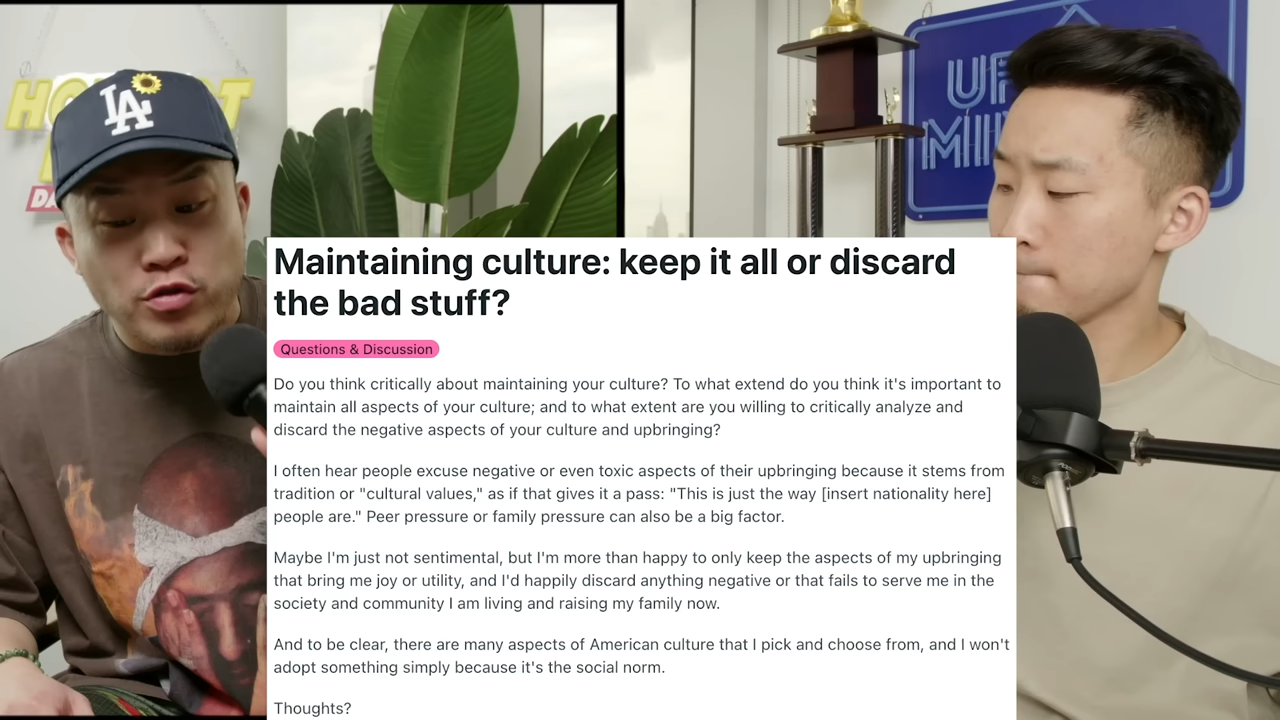 LA
Maintaining culture: keep it all or discard
the bad stuff?
Questions & Discussion
Do you think critically about maintaining your culture? To what extend do you think it's important to
maintain all aspects of your culture; and to what extent are you willing to critically analyze and
discard the negative aspects of your culture and upbringing?
I often hear people excuse negative or even toxic aspects of their upbringing because it stems from
tradition or "cultural values," as if that gives it a pass: "This is just the way [insert nationality here]
people are." Peer pressure or family pressure can also be a big factor.
Maybe I'm just not sentimental, but I'm more than happy to only keep the aspects of my upbringing
that bring me joy or utility, and I'd happily discard anything negative or that fails to serve me in the
society and community I am living and raising my family now.
And to be clear, there are many aspects of American culture that I pick and choose from, and I won't
adopt something simply because it's the social norm.
Thoughts?